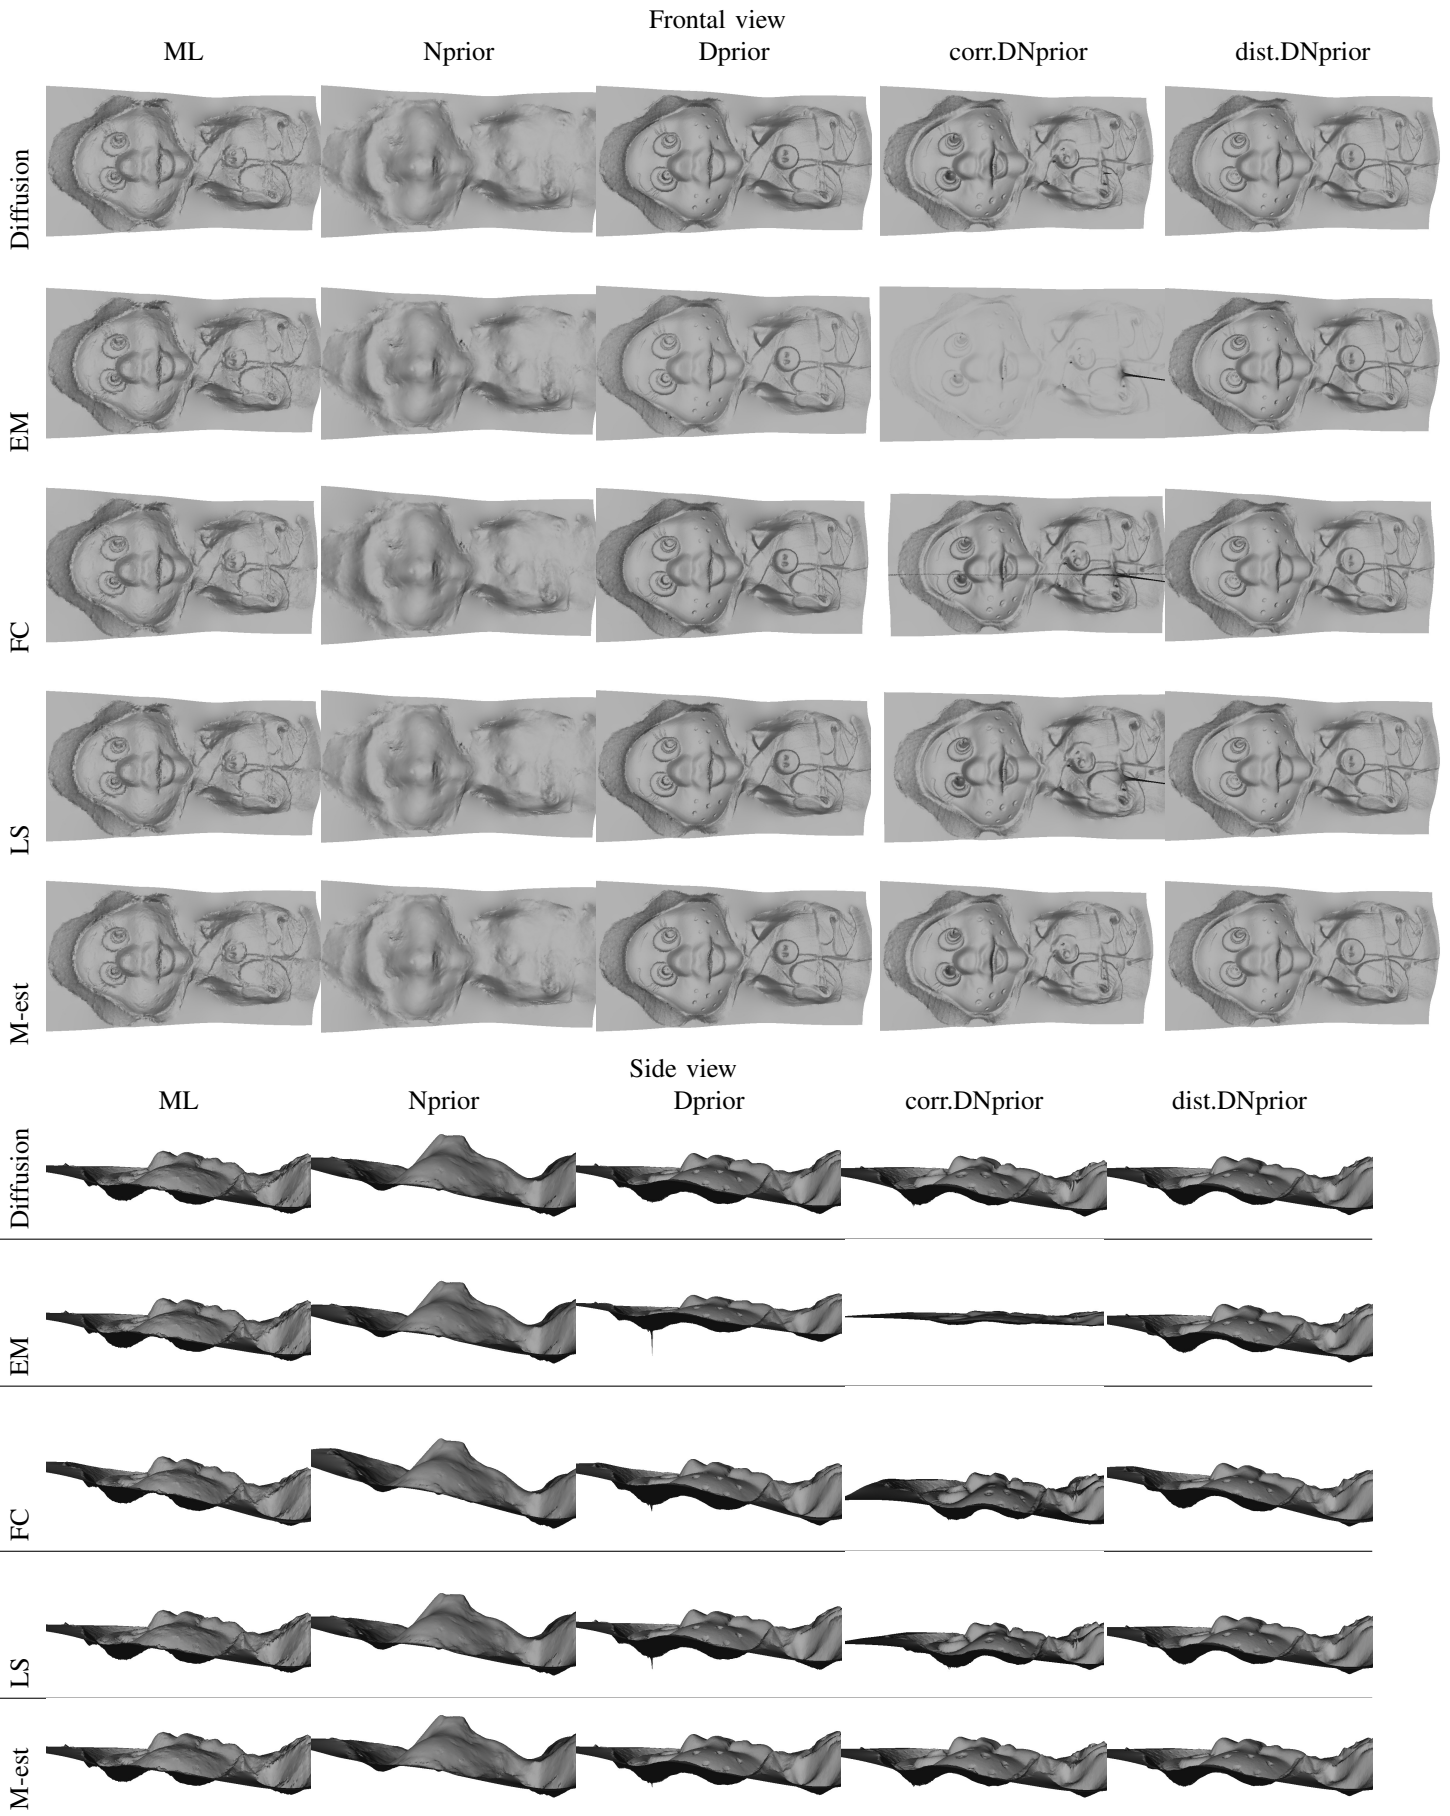 Frontal view
ML Nprior Dprior corr.DNprior dist.DNprior
Diffusion
EM
FC
LS
M-est
Side view
ML Nprior Dprior corr.DNprior dist.DNprior
Diffusion
EM
FC
LS
M-est